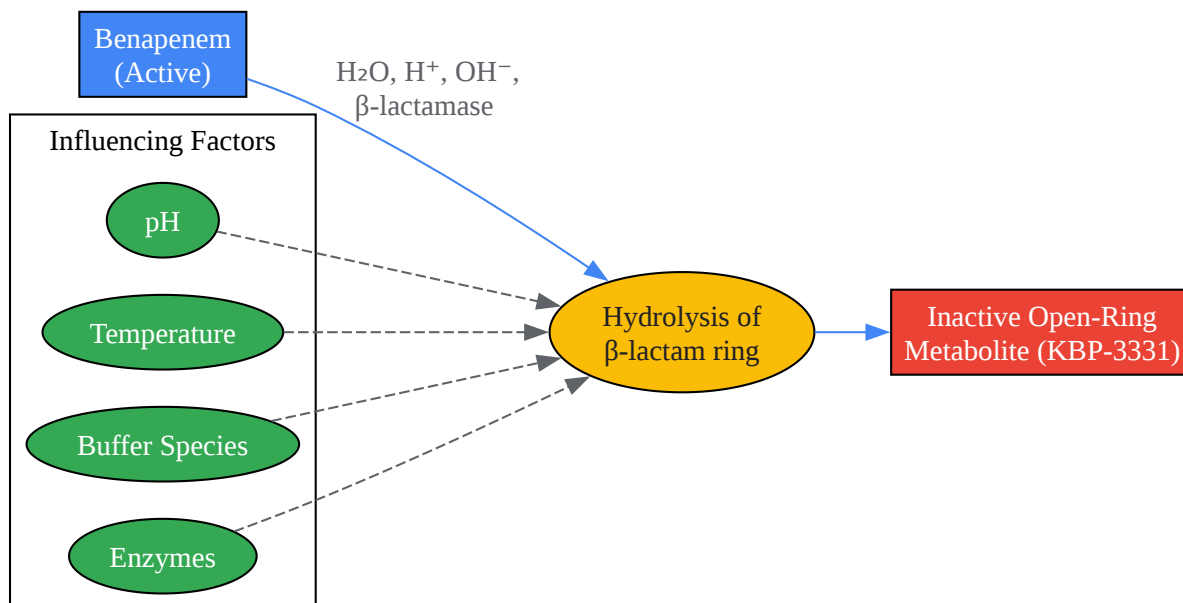 Benapenem
(Active)
H₂O, H⁺, OH⁻,
β-lactamase
Influencing Factors
pH
Temperature
Buffer Species
Enzymes
Hydrolysis of
β-lactam ring
Inactive Open-Ring
Metabolite (KBP-3331)